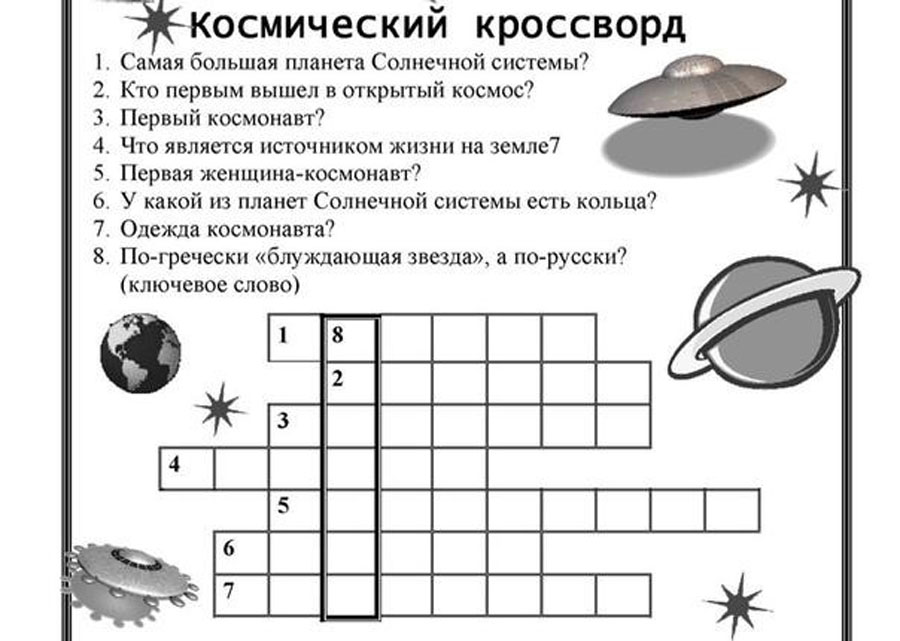 Космический кроссворд
1. Самая большая планета Солнечной системы?
2. Кто первым вышел в открытый космос?
3. Первый космонавт?
4. Что является источником жизни на земле7
5. Первая женщина-космонавт?
6. У какой из планет Солнечной системы есть кольца?
7. Одежда космонавта?
8. По-гречески «блуждающая звезда», а по-русски?
(ключевое слово)
1 8
2
3
4
5
6
7